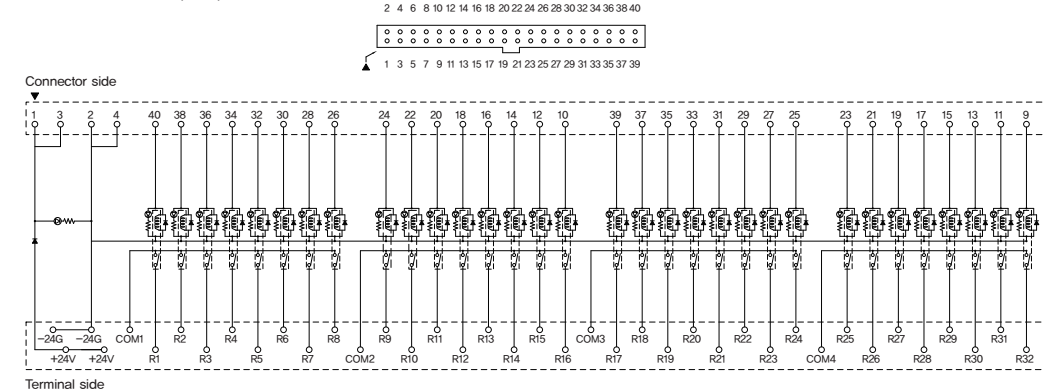 2 4 6 8 10 12 14 16 18 20 22 24 26 28 30 32 34 36 38 40
1 3 5 7 9 11 13 15 17 19 21 23 25 27 29 31 33 35 37 39
Connector side
1 3 2 4 40 38 36 34 32 30 28 26 24 22 20 18 16 14 12 10 39 37 35 33 31 29 27 25 23 21 19 17 15 13 11 9
−24G −24G COM1 R2 R4 R6 R8 R9 R11 R13 R15 COM3 R18 R20 R22 R24 R25 R27 R29 R31
+24V +24V R1 R3 R5 R7 COM2 R10 R12 R14 R16 R17 R19 R21 R23 COM4 R26 R28 R30 R32
Terminal side